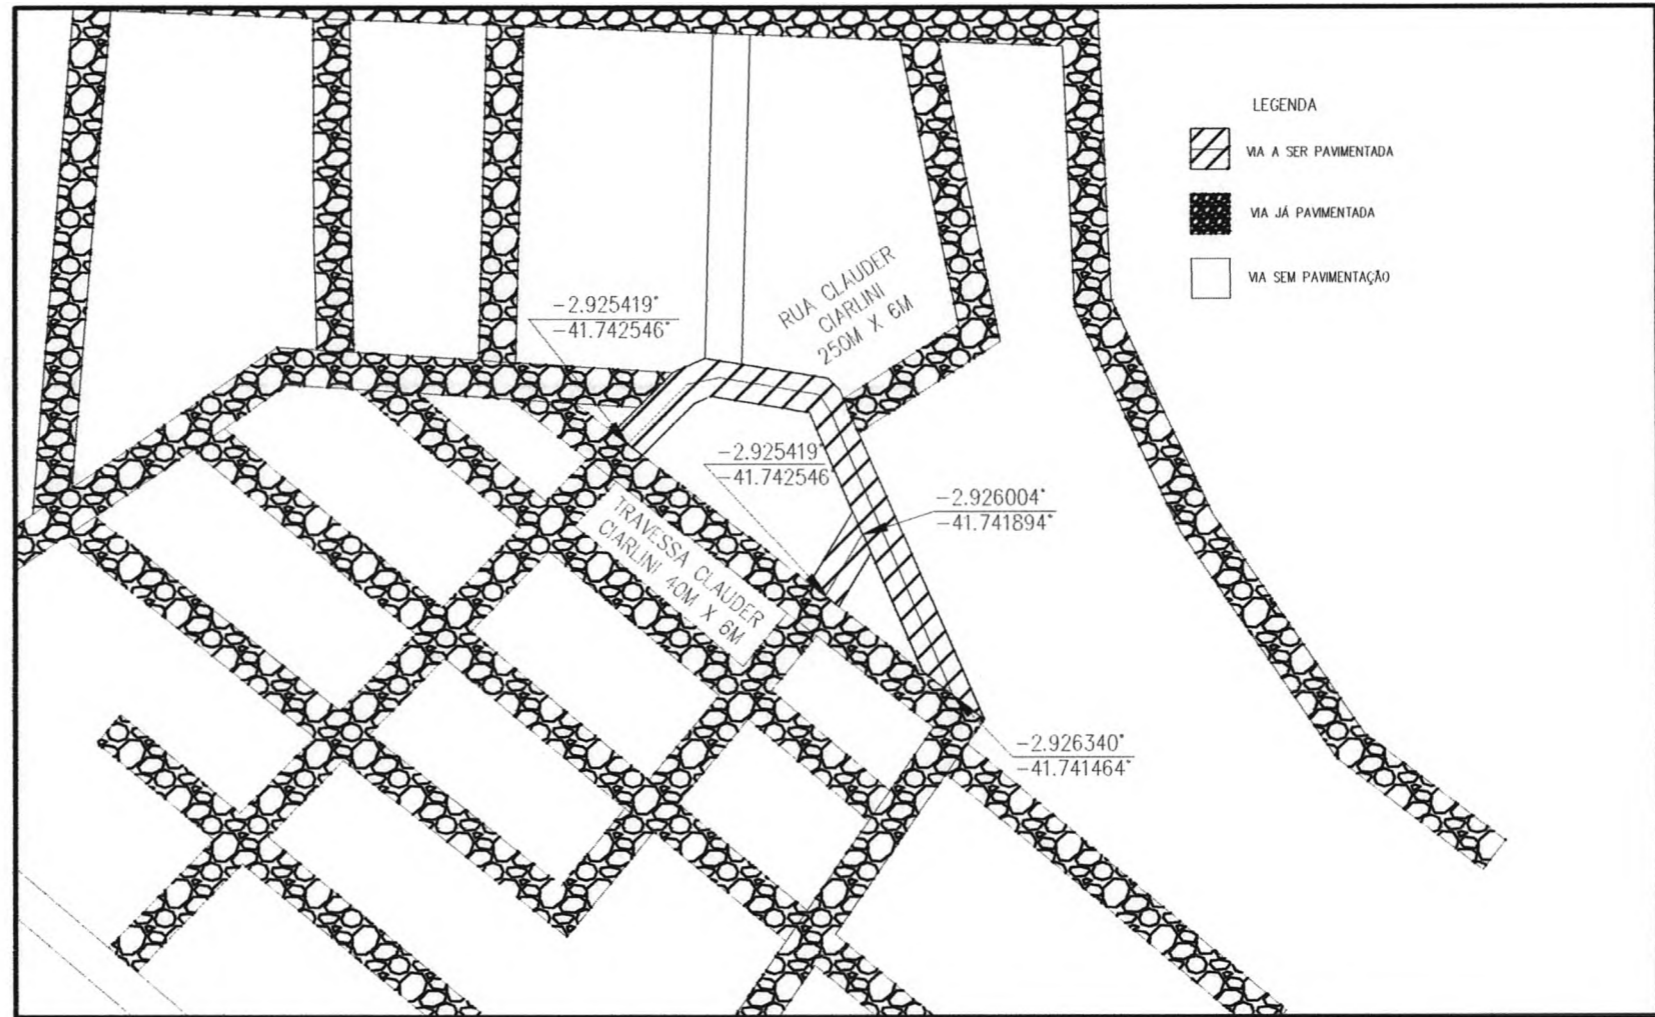 LEGENDA
VIA A SER PAVIMENTADA
VIA JÁ PAVIMENTADA
VIA SEM PAVIMENTAÇÃO
RUA CLAUDER
CIARLINI
250M X 6M
-2.925419°
-41.742546°
-2.925419°
-41.742546°
-2.926004°
-41.741894°
TRAVESSA CLAUDER
CIARLINI 40M X 6M
-2.926340°
-41.741464°